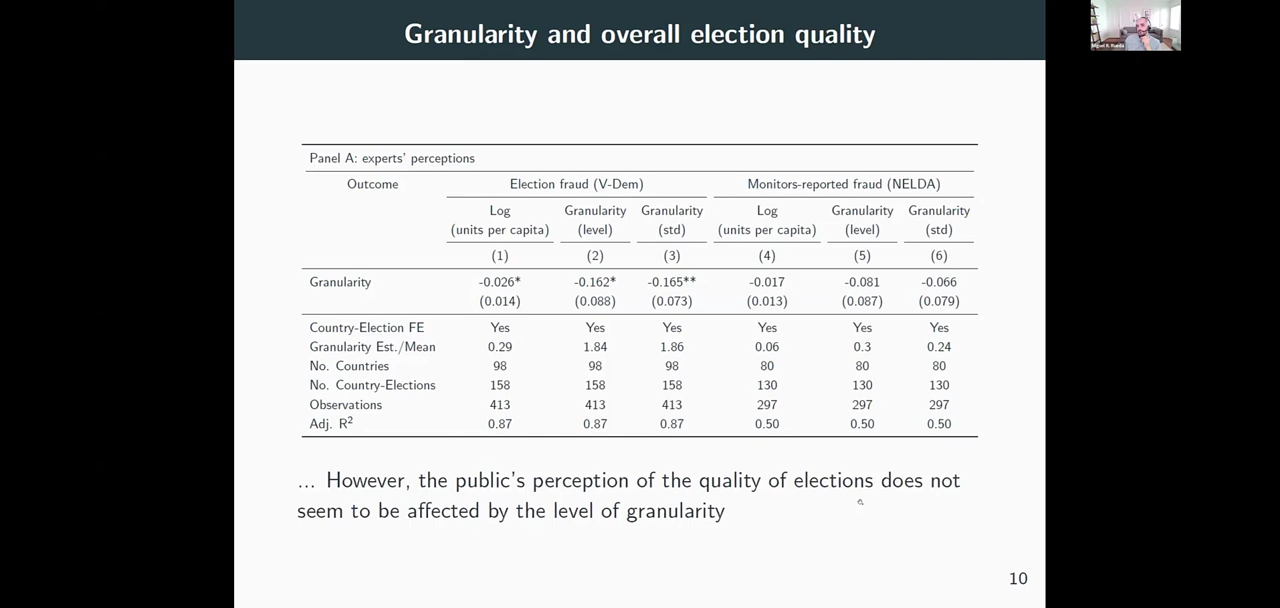 Granularity and overall election quality
Miguel R. Rueda
Panel A: experts' perceptions
Outcome Election fraud (V-Dem) Monitors-reported fraud (NELDA)
Log Granularity Granularity Log Granularity Granularity
(units per capita) (level) (std) (units per capita) (level) (std)
(1) (2) (3) (4) (5) (6)
Granularity -0.026* -0.162* -0.165** -0.017 -0.081 -0.066
(0.014) (0.088) (0.073) (0.013) (0.087) (0.079)
Country-Election FE Yes Yes Yes Yes Yes Yes
Granularity Est./Mean 0.29 1.84 1.86 0.06 0.3 0.24
No. Countries 98 98 98 80 80 80
No. Country-Elections 158 158 158 130 130 130
Observations 413 413 413 297 297 297
Adj. R² 0.87 0.87 0.87 0.50 0.50 0.50
... However, the public's perception of the quality of elections does not
seem to be affected by the level of granularity
10